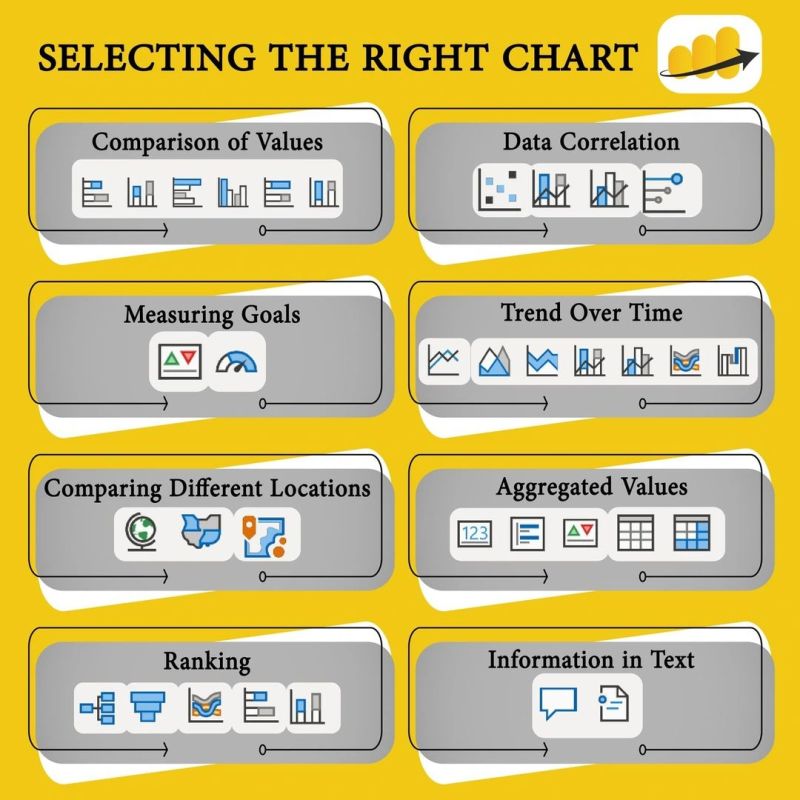 SELECTING THE RIGHT CHART
Comparison of Values
Data Correlation
Measuring Goals
Trend Over Time
Comparing Different Locations
Aggregated Values
123
Ranking
Information in Text